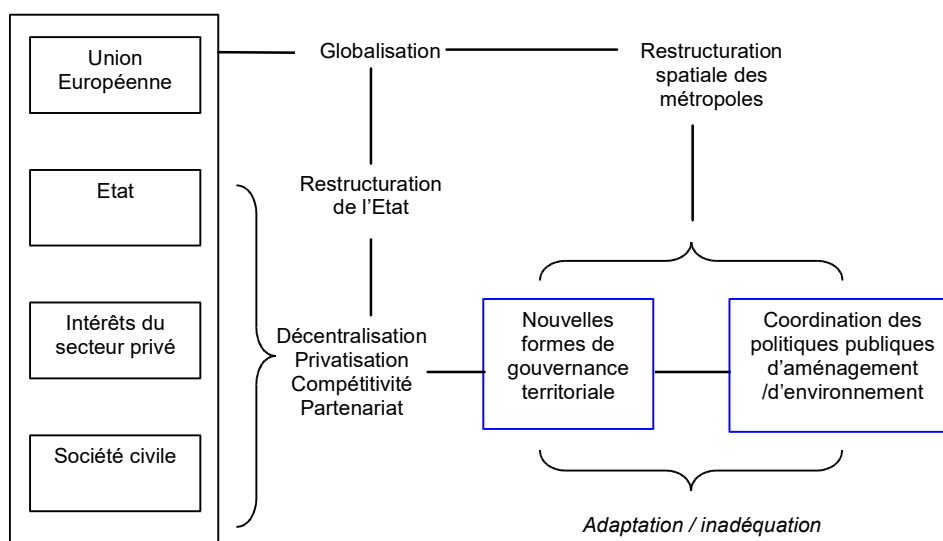 Union
Européenne
Globalisation
Restructuration
spatiale des
métropoles
Etat
Restructuration
de l’Etat
Intérêts du
secteur privé
Décentralisation
Privatisation
Compétitivité
Partenariat
Nouvelles
formes de
gouvernance
territoriale
Coordination des
politiques publiques
d’aménagement
/d’environnement
Société civile
Adaptation / inadéquation